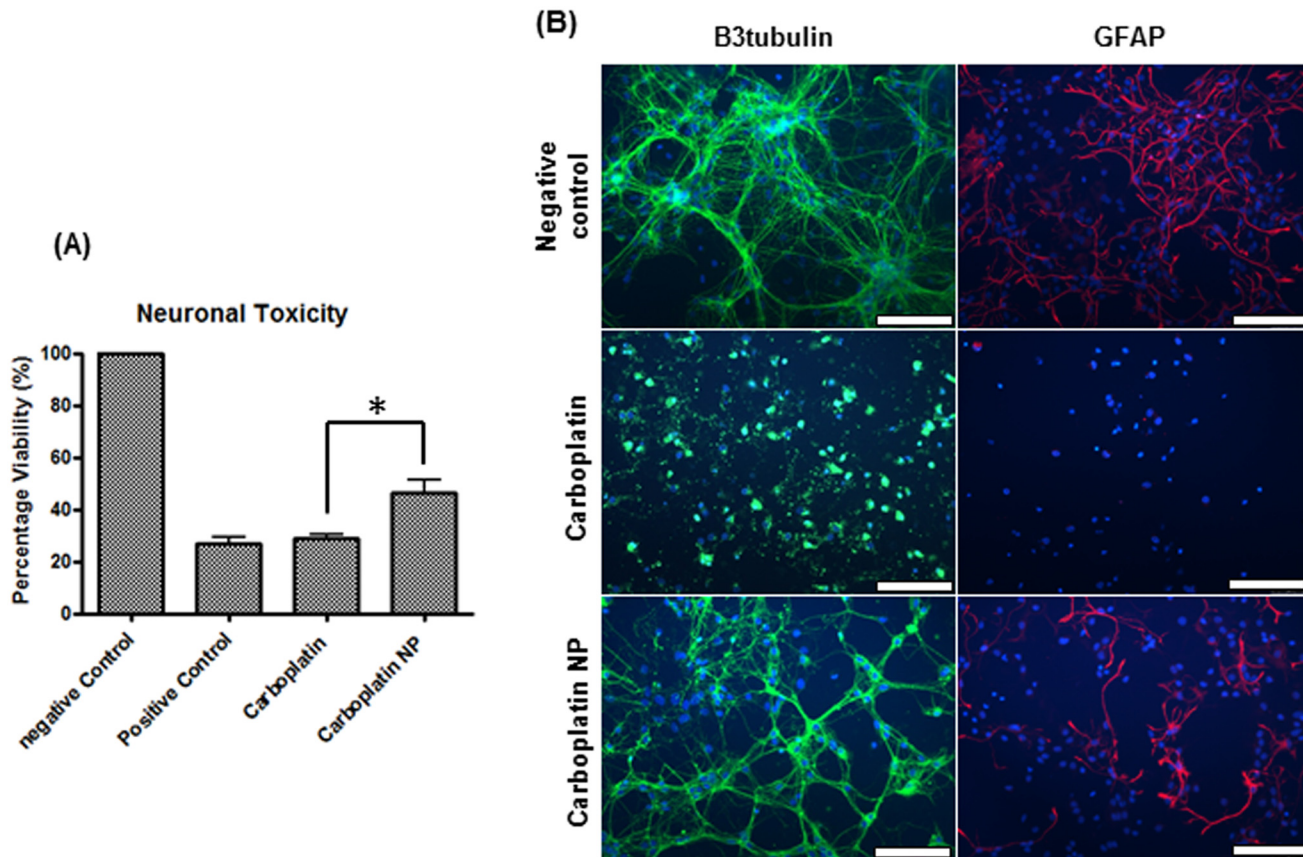 (A)
Neuronal Toxicity
Percentage Viability (%)
100
80
60
40
20
0
*
negative Control
Positive Control
Carboplatin
Carboplatin NP
(B)
B3tubulin
GFAP
Negative
control
Carboplatin
Carboplatin NP